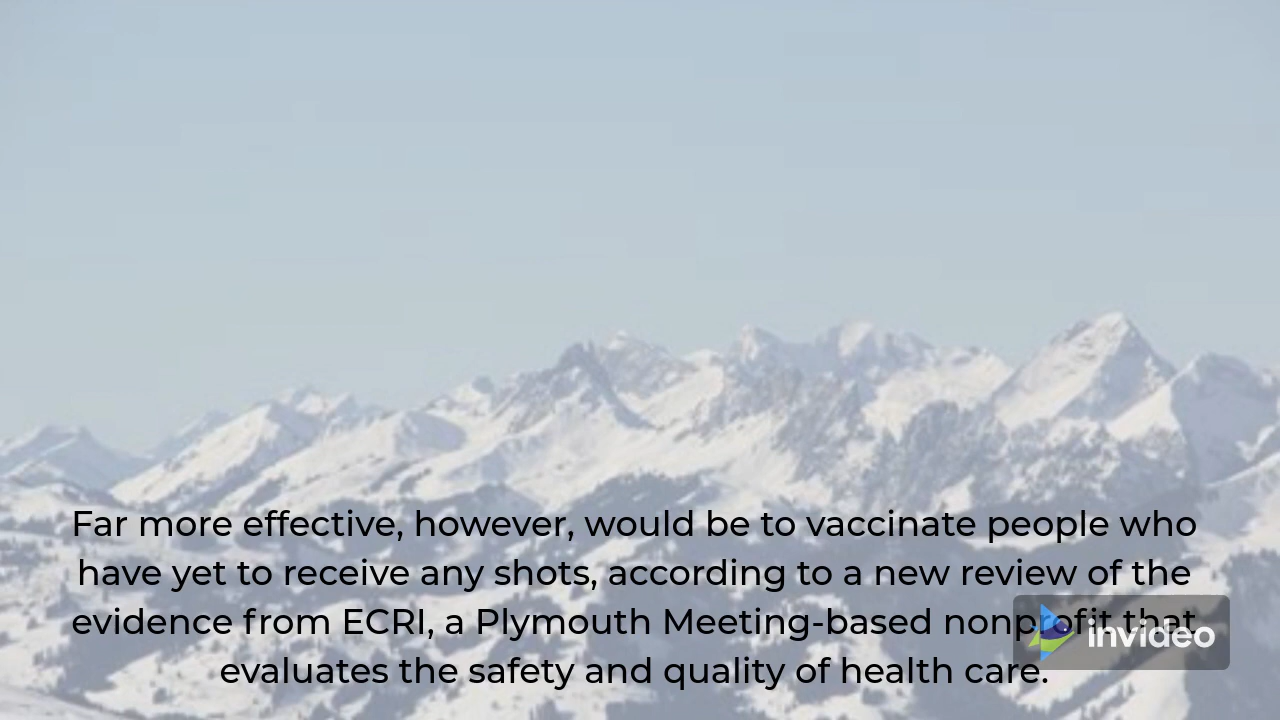 Far more effective, however, would be to vaccinate people who
have yet to receive any shots, according to a new review of the
evidence from ECRI, a Plymouth Meeting-based nonprofit that
evaluates the safety and quality of health care.
invideo